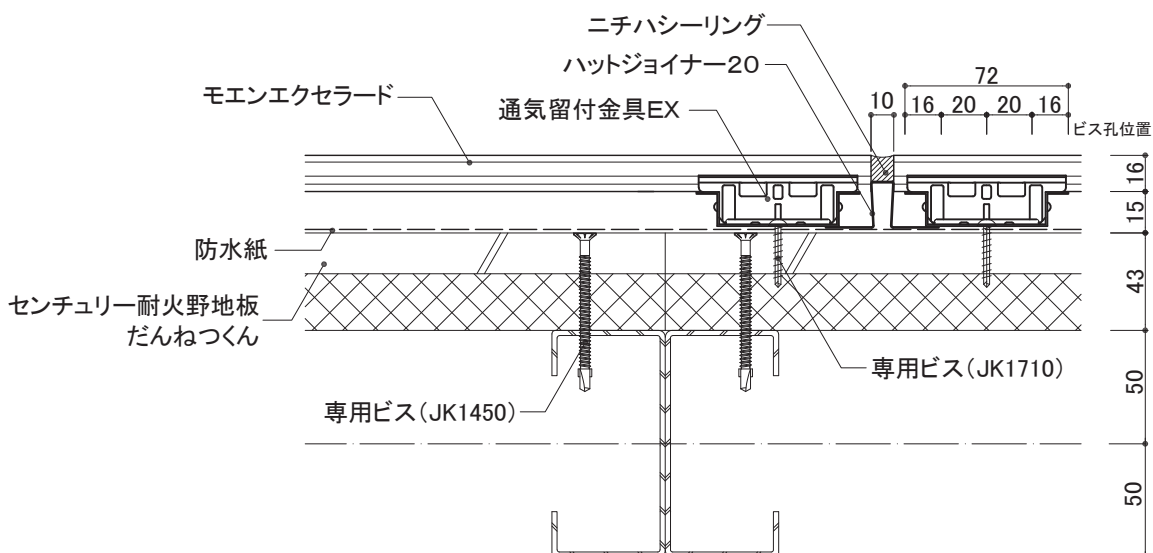 ニチハシーリング
ハットジョイナー20
モエンエクセラード
通気留付金具EX
72
10
16
20
20
16
ビス孔位置
16
15
43
50
50
防水紙
センチュリー耐火野地板
だんねつくん
専用ビス(JK1710)
専用ビス(JK1450)